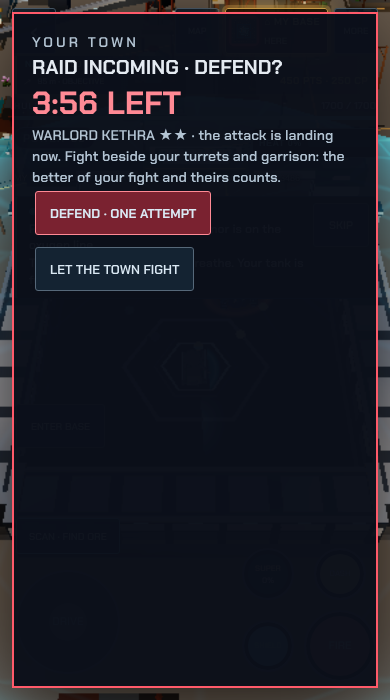 YOUR TOWN
RAID INCOMING · DEFEND?
3:56 LEFT
WARLORD KETHRA ★★ · the attack is landing
now. Fight beside your turrets and garrison: the
better of your fight and theirs counts.
DEFEND · ONE ATTEMPT
LET THE TOWN FIGHT